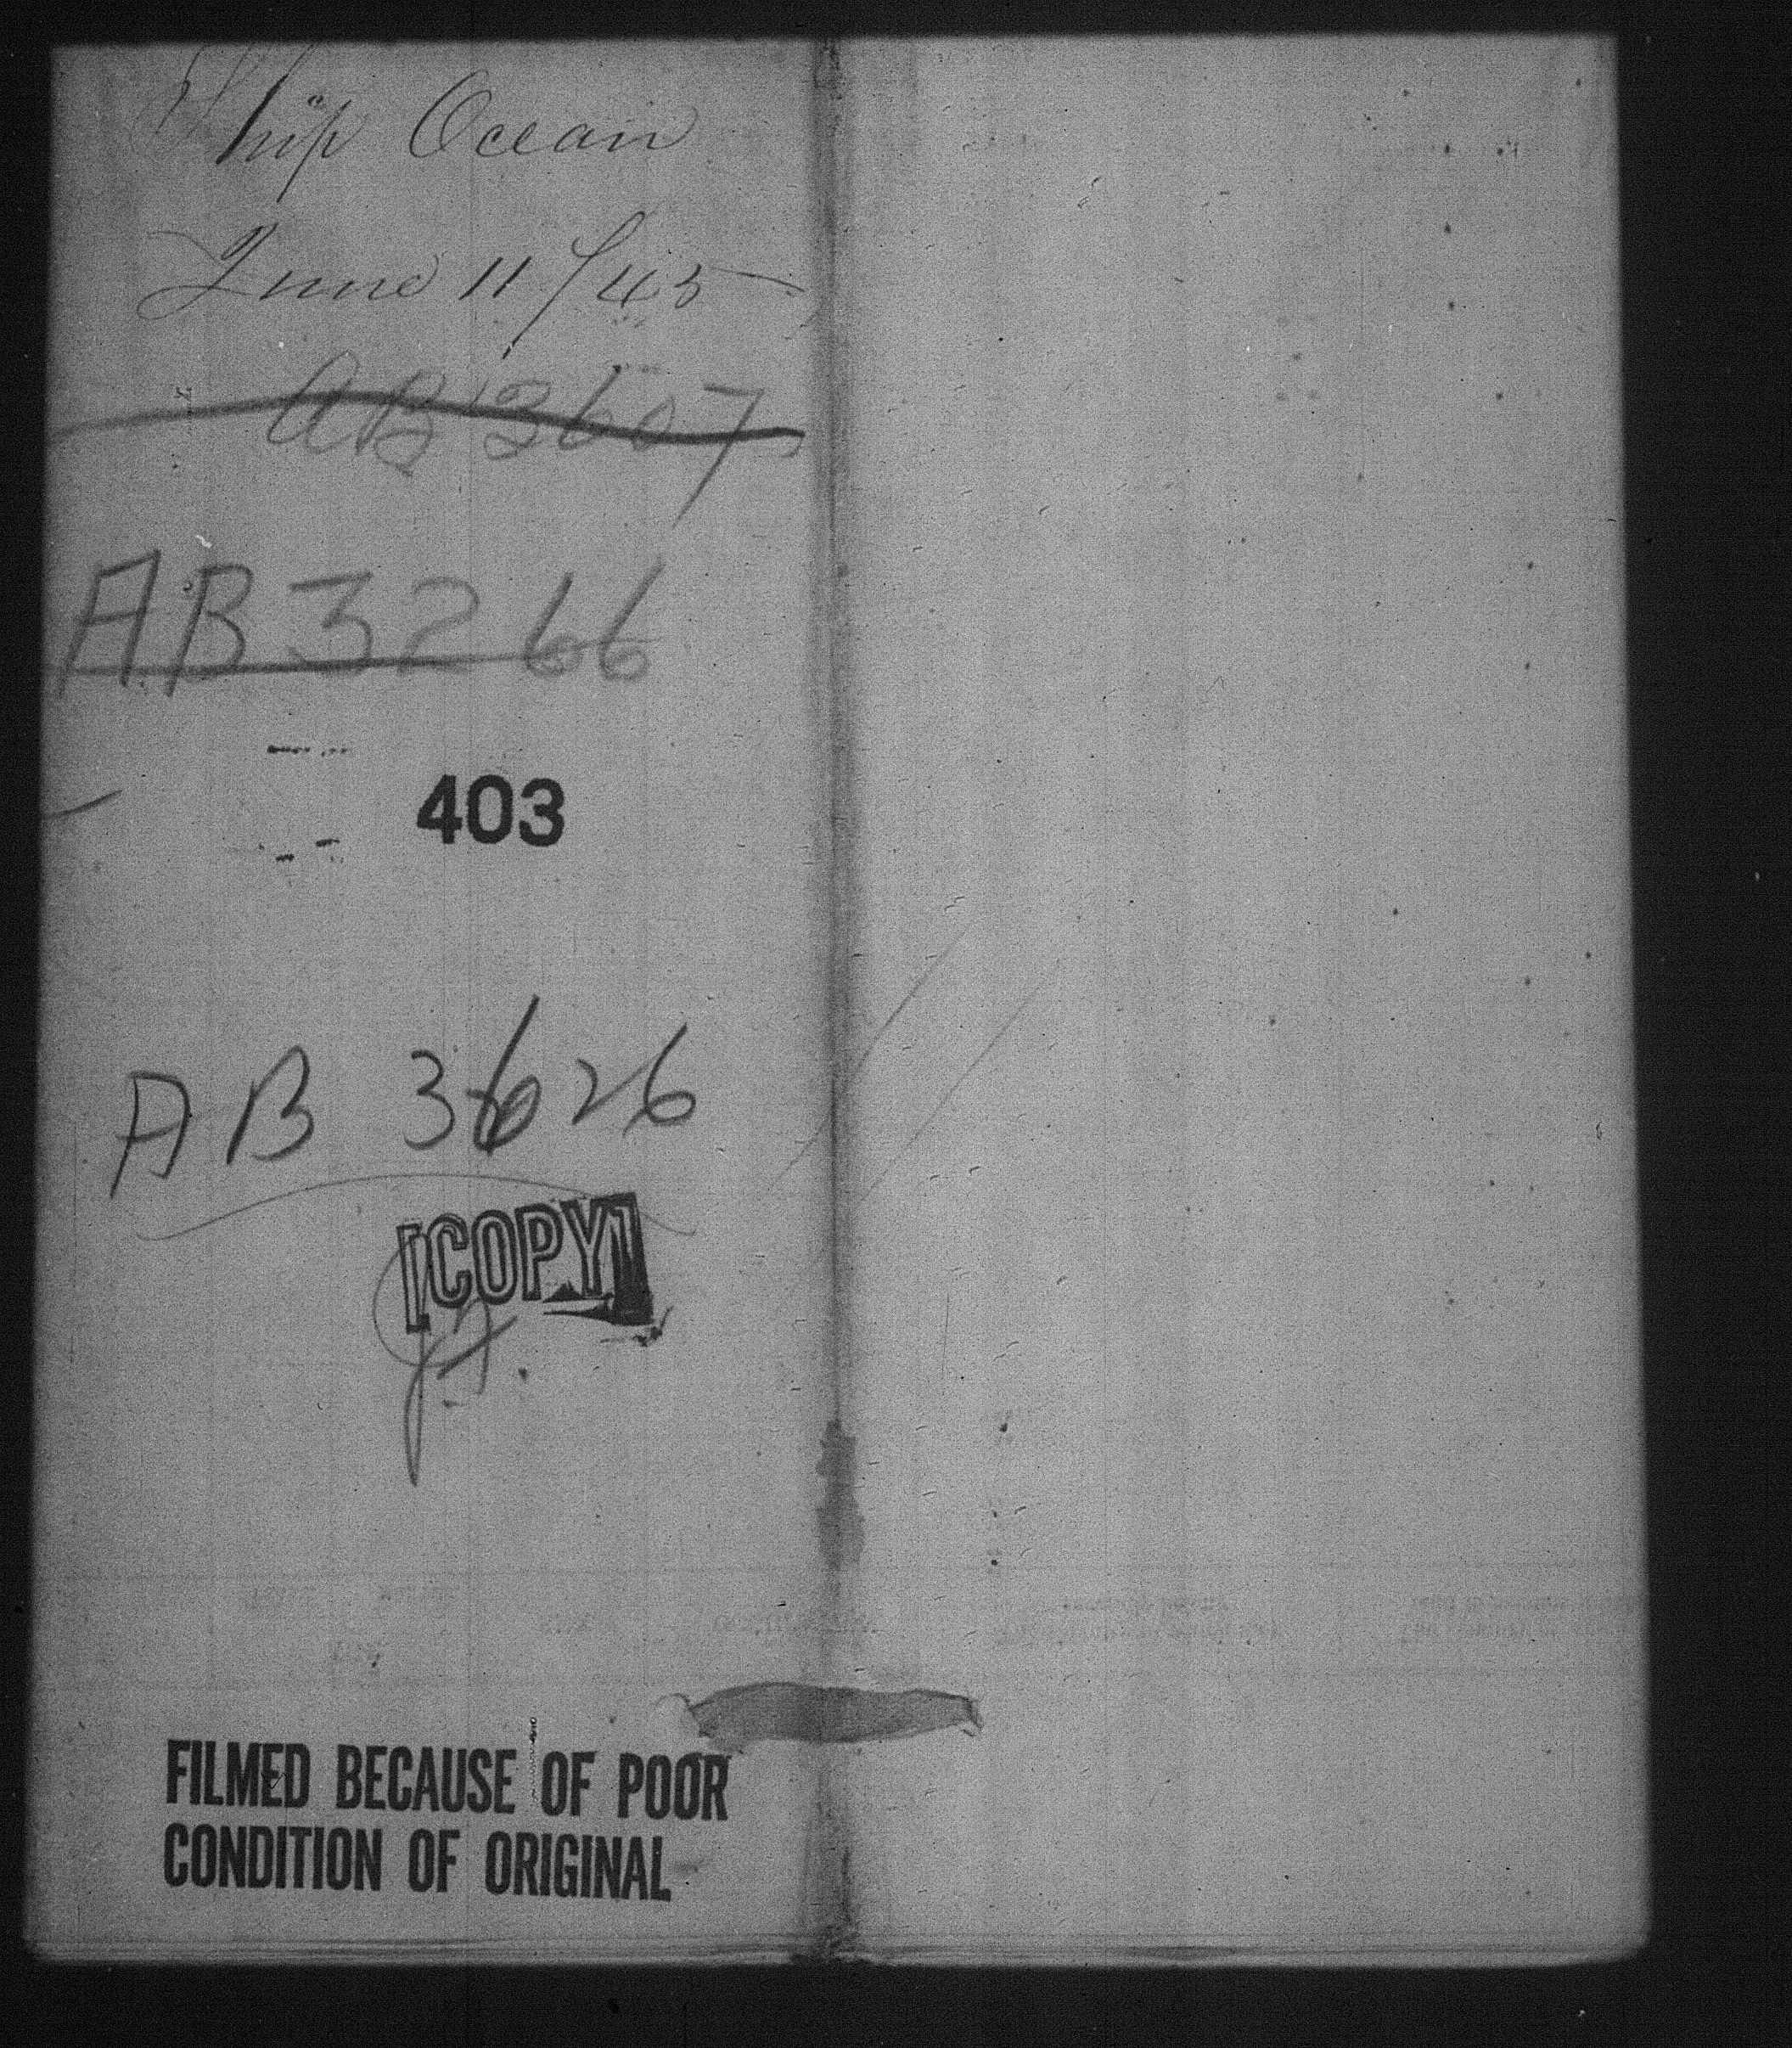 Ship Ocean
June 11/45
AB 3607
AB 3266
403
AB 3626
[COPY]
FILMED BECAUSE OF POOR
CONDITION OF ORIGINAL